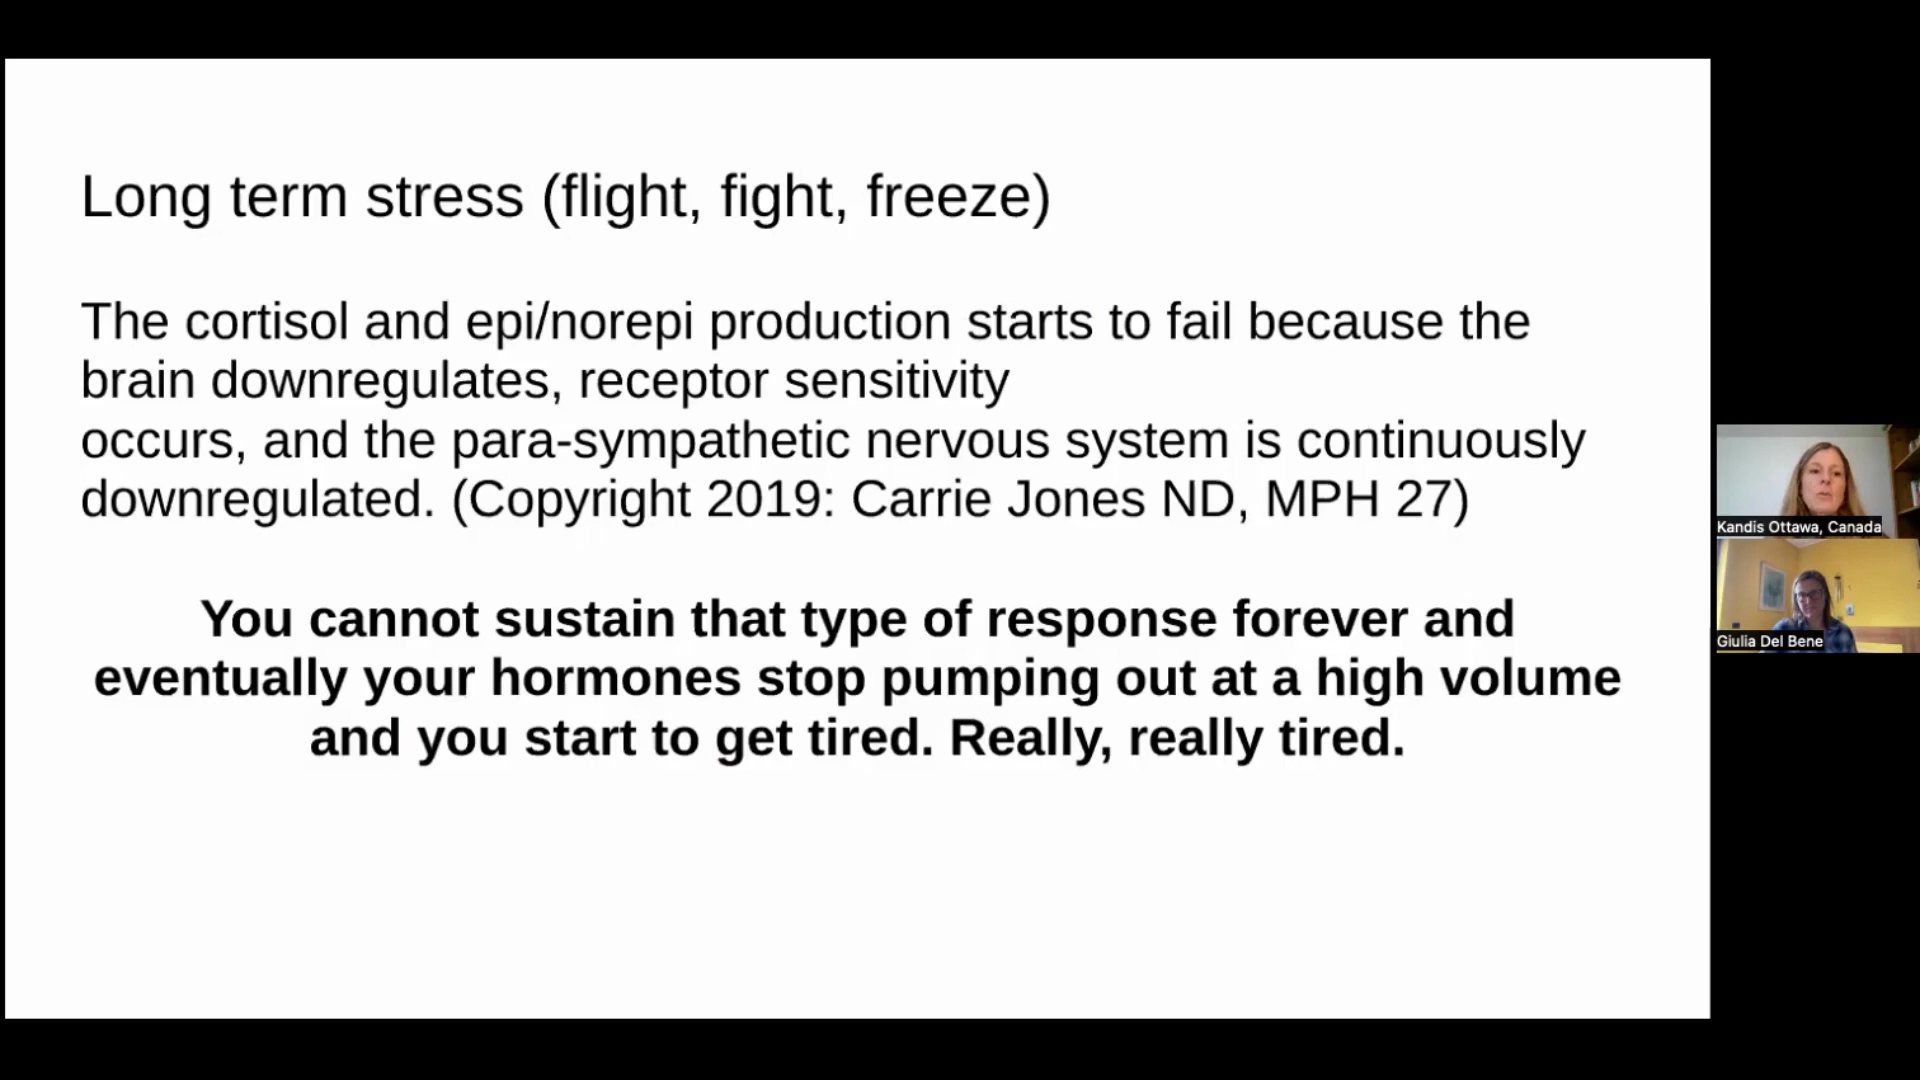 Long term stress (flight, fight, freeze)
The cortisol and epi/norepi production starts to fail because the
brain downregulates, receptor sensitivity
occurs, and the para-sympathetic nervous system is continuously
downregulated. (Copyright 2019: Carrie Jones ND, MPH 27)
You cannot sustain that type of response forever and
eventually your hormones stop pumping out at a high volume
and you start to get tired. Really, really tired.
Kandis Ottawa, Canada
Giulia Del Bene